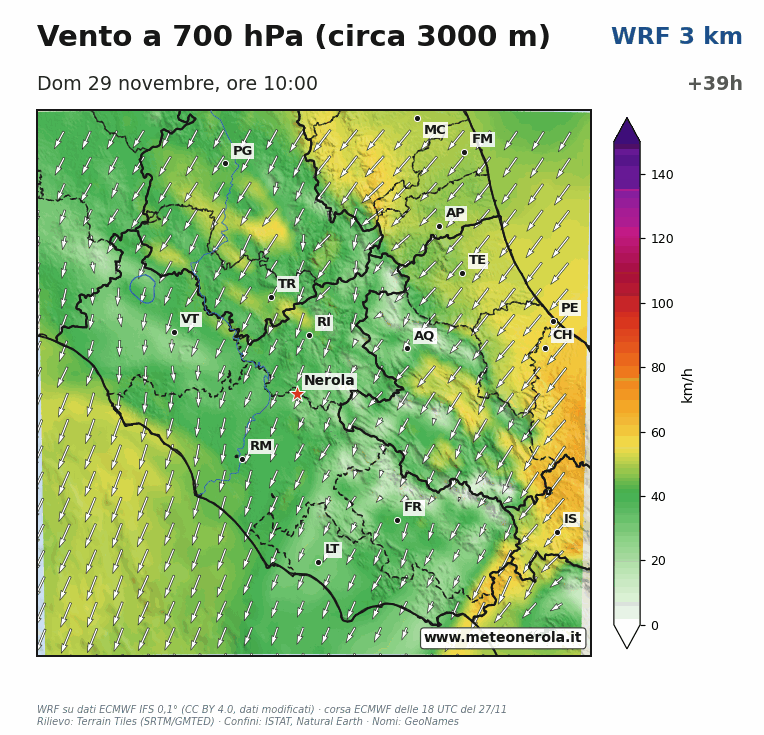 Vento a 700 hPa (circa 3000 m)
WRF 3 km
Dom 29 novembre, ore 10:00
+39h
MC
FM
PG
AP
TE
TR
PE
VT
RI
AQ
CH
Nerola
RM
FR
IS
LT
www.meteonerola.it
140
120
100
80
60
40
20
0
km/h
WRF su dati ECMWF IFS 0,1° (CC BY 4.0, dati modificati) · corsa ECMWF delle 18 UTC del 27/11
Rilievo: Terrain Tiles (SRTM/GMTED) · Confini: ISTAT, Natural Earth · Nomi: GeoNames